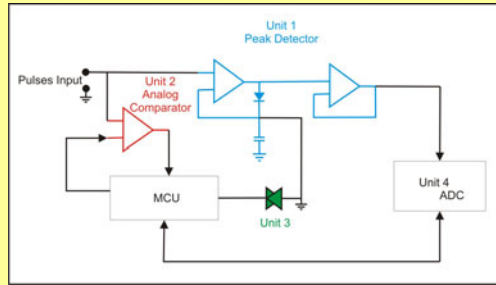 Unit 1
Peak Detector
Pulses Input
Unit 2
Analog
Comparator
MCU
Unit 3
Unit 4
ADC